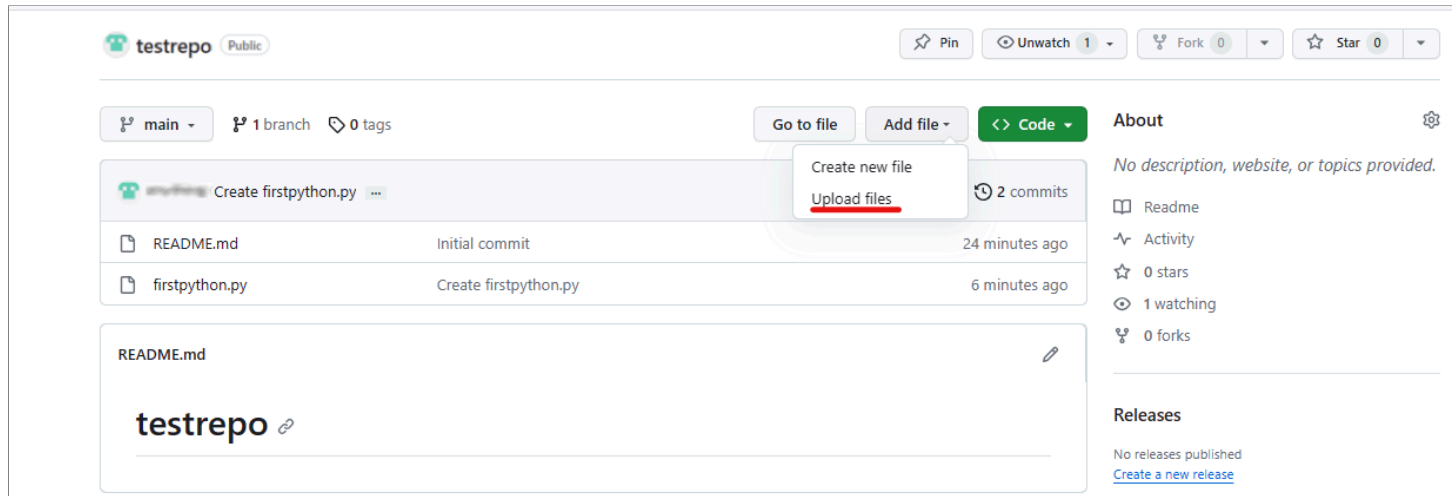 testrepo Public
Pin Unwatch 1 Fork 0 Star 0
main 1 branch 0 tags
Go to file Add file Code
Create new file
Upload files
Create firstpython.py ...
2 commits
README.md Initial commit 24 minutes ago
firstpython.py Create firstpython.py 6 minutes ago
README.md
testrepo
About
No description, website, or topics provided.
Readme
Activity
0 stars
1 watching
0 forks
Releases
No releases published
Create a new release